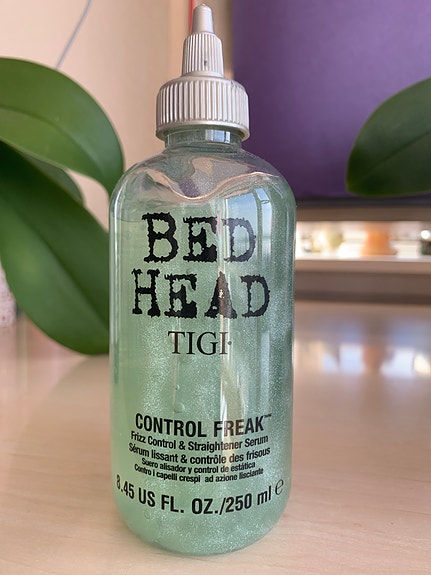 BED
HEAD
TIGI
CONTROL FREAK™
Frizz Control & Straightener Serum
Sérum lissant & contrôle des frisous
Suero alisador y control de estática
Contro i capelli crespi ad azione lisciante
8.45 US FL. OZ./250 ml ℮